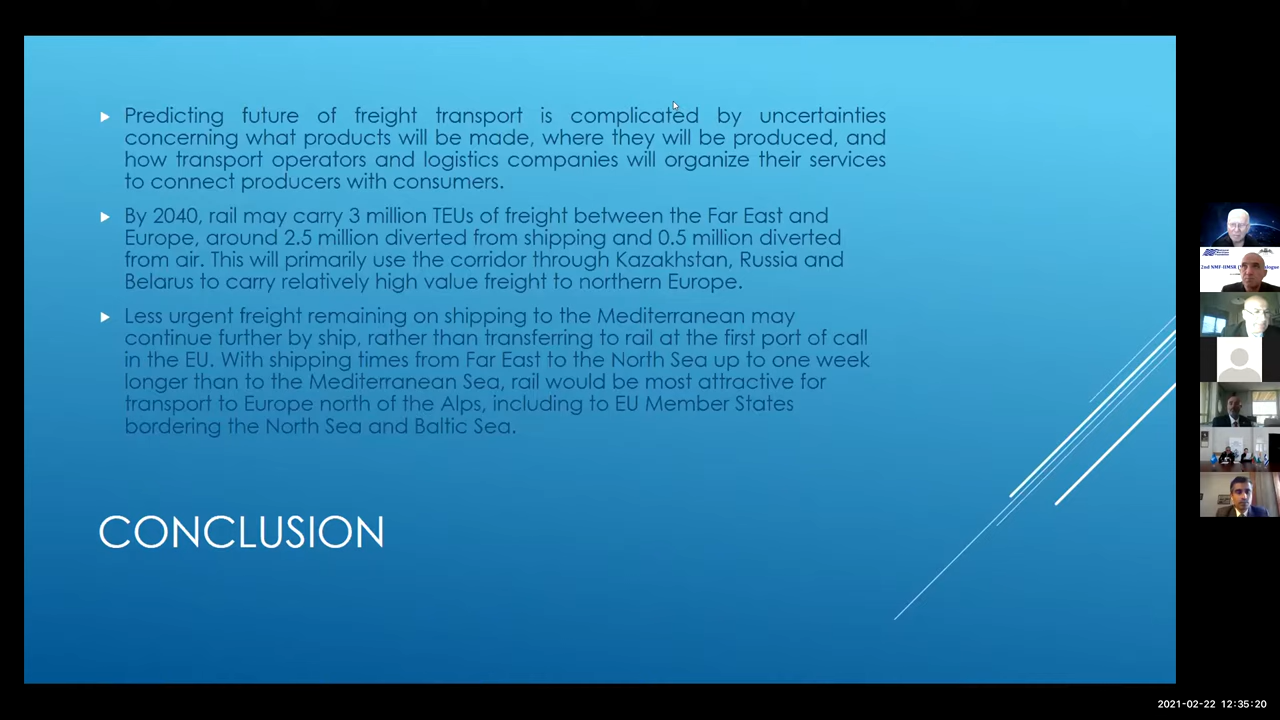 Predicting future of freight transport is complicated by uncertainties
concerning what products will be made, where they will be produced, and
how transport operators and logistics companies will organize their services
to connect producers with consumers.
By 2040, rail may carry 3 million TEUs of freight between the Far East and
Europe, around 2.5 million diverted from shipping and 0.5 million diverted
from air. This will primarily use the corridor through Kazakhstan, Russia and
Belarus to carry relatively high value freight to northern Europe.
Less urgent freight remaining on shipping to the Mediterranean may
continue further by ship, rather than transferring to rail at the first port of call
in the EU. With shipping times from Far East to the North Sea up to one week
longer than to the Mediterranean Sea, rail would be most attractive for
transport to Europe north of the Alps, including to EU Member States
bordering the North Sea and Baltic Sea.
CONCLUSION
2nd NMF-HMSR
2021-02-22 12:35:20